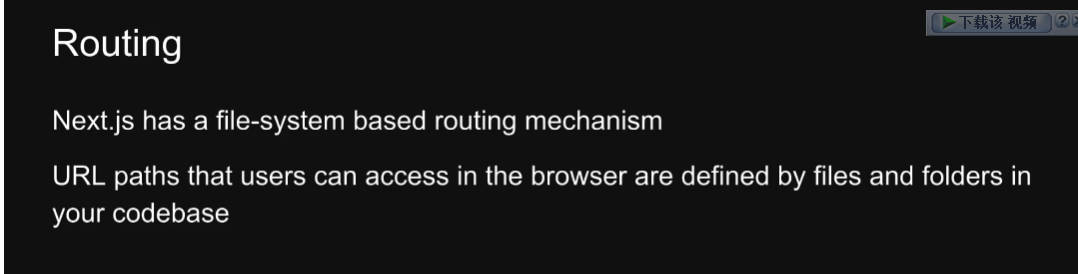 Routing
下载该 视频
Next.js has a file-system based routing mechanism
URL paths that users can access in the browser are defined by files and folders in
your codebase